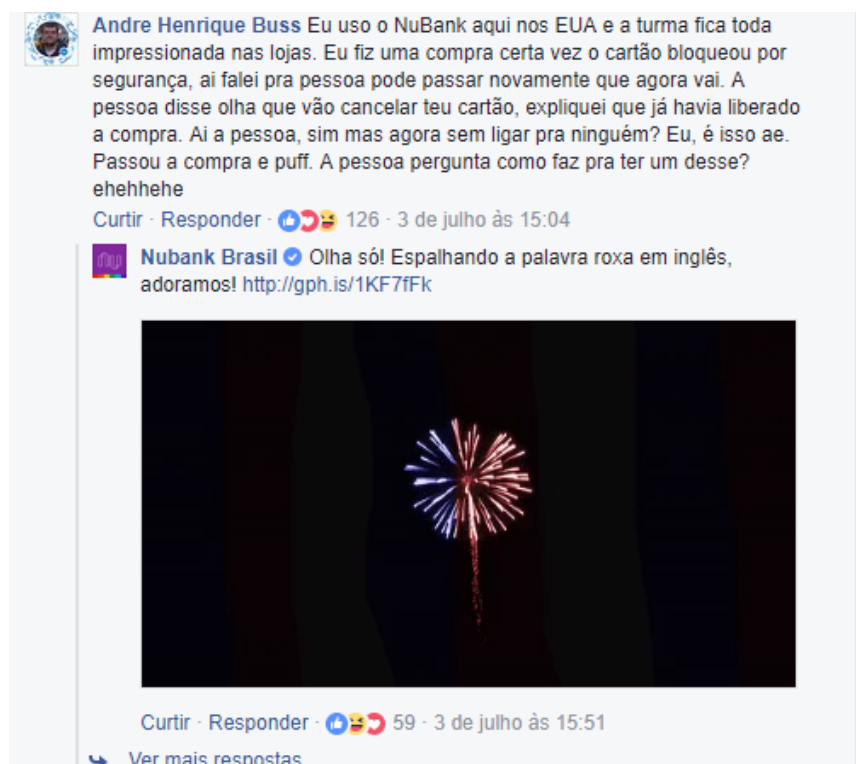 Andre Henrique Buss Eu uso o NuBank aqui nos EUA e a turma fica toda
impressionada nas lojas. Eu fiz uma compra certa vez o cartão bloqueou por
segurança, ai falei pra pessoa pode passar novamente que agora vai. A
pessoa disse olha que vão cancelar teu cartão, expliquei que já havia liberado
a compra. Ai a pessoa, sim mas agora sem ligar pra ninguém? Eu, é isso ae.
Passou a compra e puff. A pessoa pergunta como faz pra ter um desse?
ehehhehe
Curtir · Responder · 126 · 3 de julho às 15:04
nu
Nubank Brasil Olha só! Espalhando a palavra roxa em inglês,
adoramos! http://gph.is/1KF7fFk
Curtir · Responder · 59 · 3 de julho às 15:51
Ver mais respostas